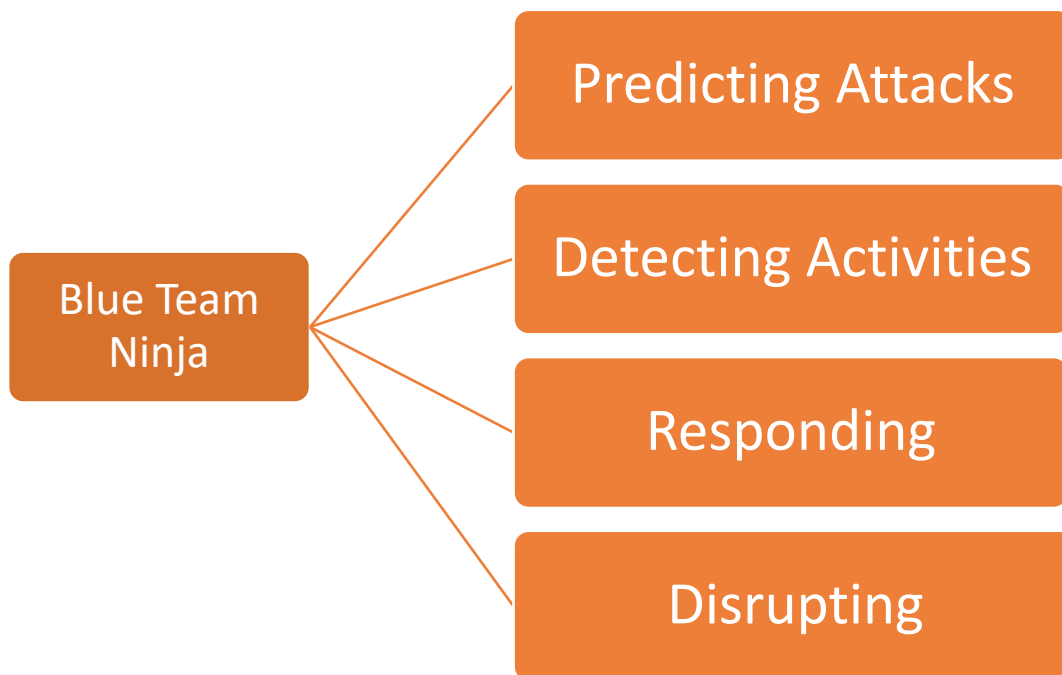 Blue Team
Ninja
Predicting Attacks
Detecting Activities
Responding
Disrupting